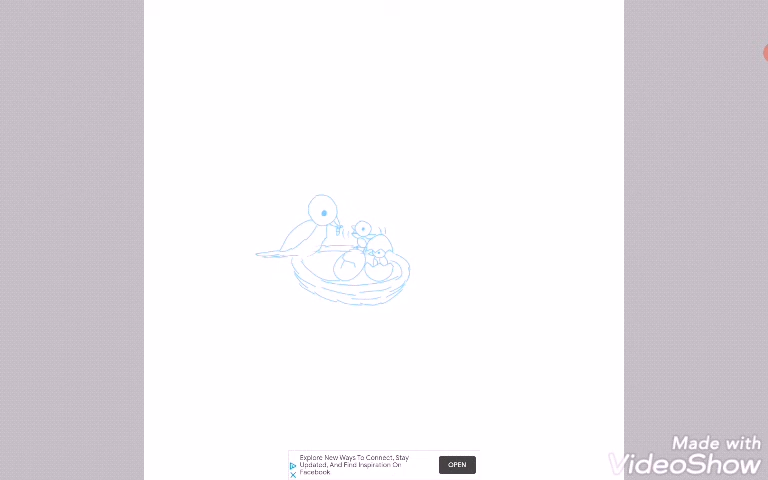 Explore New Ways To Connect, Stay
Updated, And Find Inspiration On
Facebook
OPEN
Made with
VideoShow